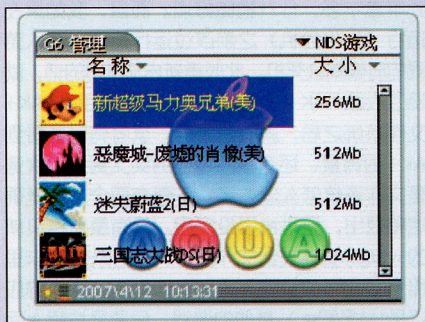 G6 管理 NDS游戏
名称 大小
新超级马力奥兄弟(美) 256Mb
恶魔城-废墟的肖像(美) 512Mb
迷失蔚蓝2(日) 512Mb
AQUA
三国志大战DS(日) 1024Mb
2007\4\12 10:13:31